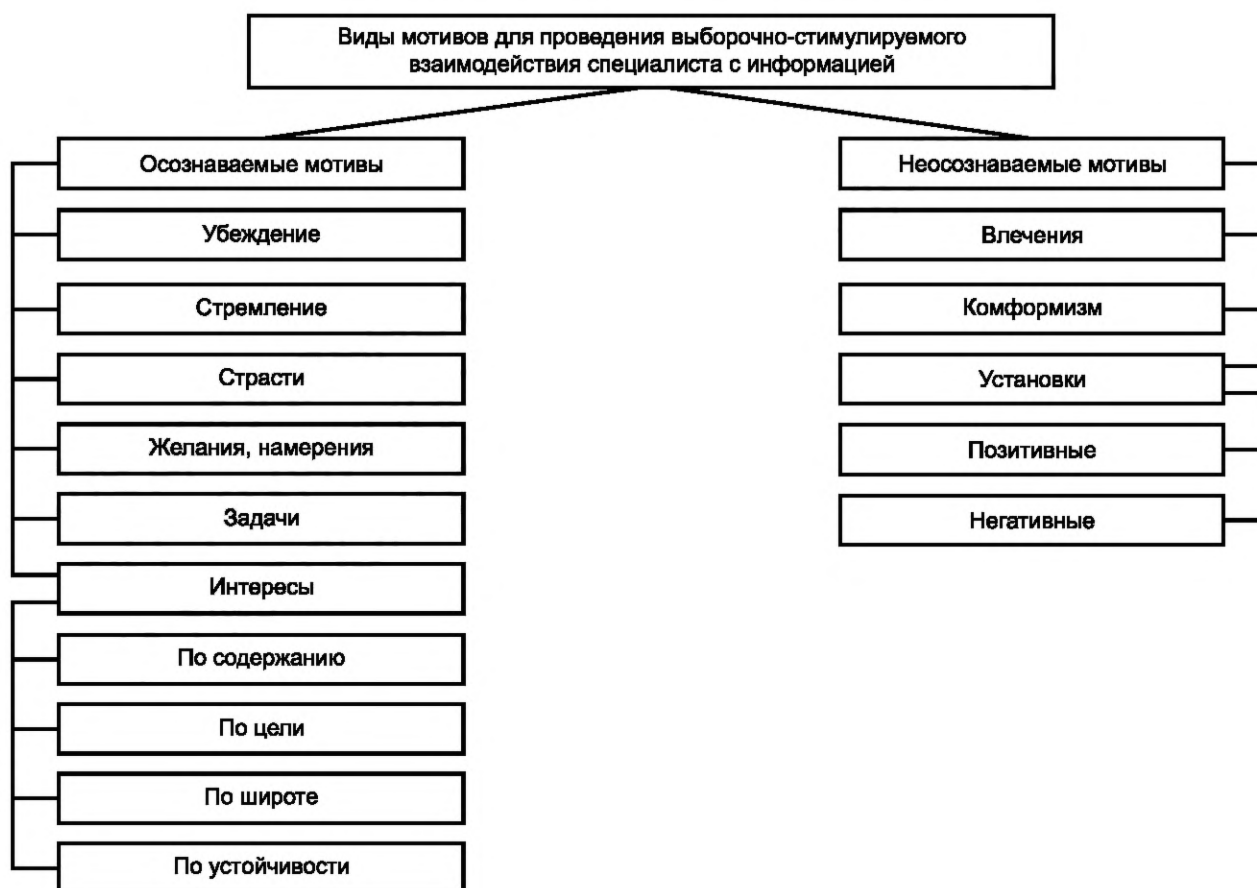 Виды мотивов для проведения выборочно-стимулируемого
взаимодействия специалиста с информацией
Осознаваемые мотивы
Убеждение
Стремление
Страсти
Желания, намерения
Задачи
Интересы
По содержанию
По цели
По широте
По устойчивости
Неосознаваемые мотивы
Влечения
Комформизм
Установки
Позитивные
Негативные